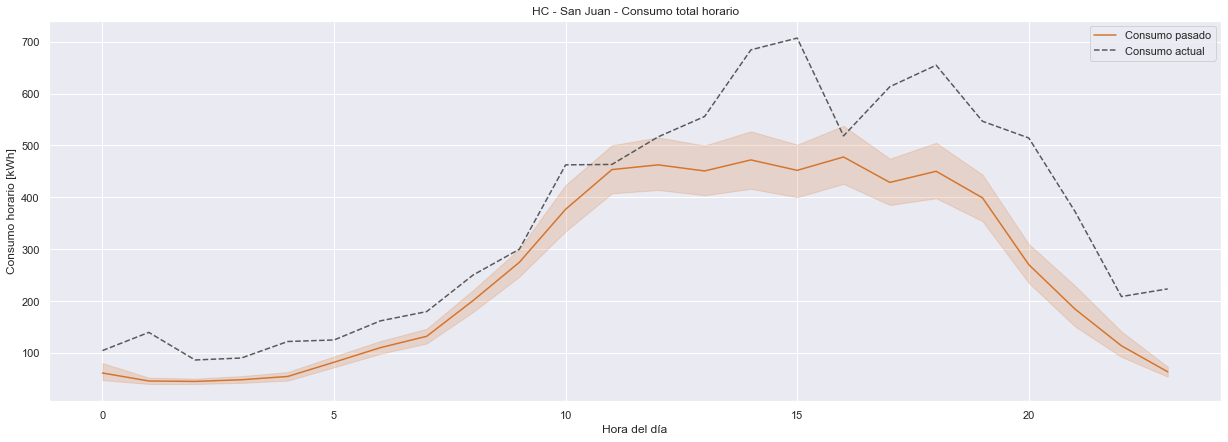 HC - San Juan - Consumo total horario
Consumo pasado
Consumo actual
Consumo horario [kWh]
700
600
500
400
300
200
100
0
5
10
15
20
Hora del día